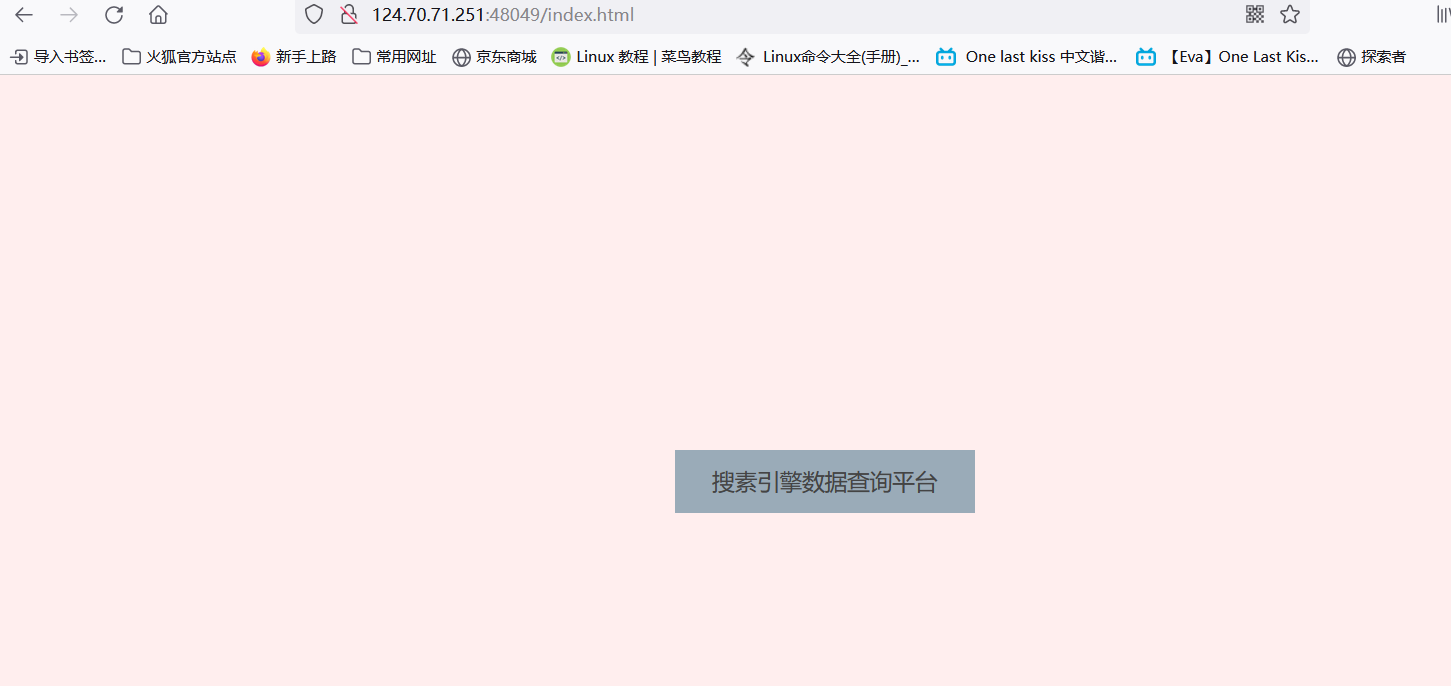 124.70.71.251:48049/index.html
导入书签... 火狐官方站点 新手上路 常用网址 京东商城 Linux 教程 | 菜鸟教程 Linux命令大全(手册)_... One last kiss 中文谐... 【Eva】One Last Kis... 探索者
搜素引擎数据查询平台